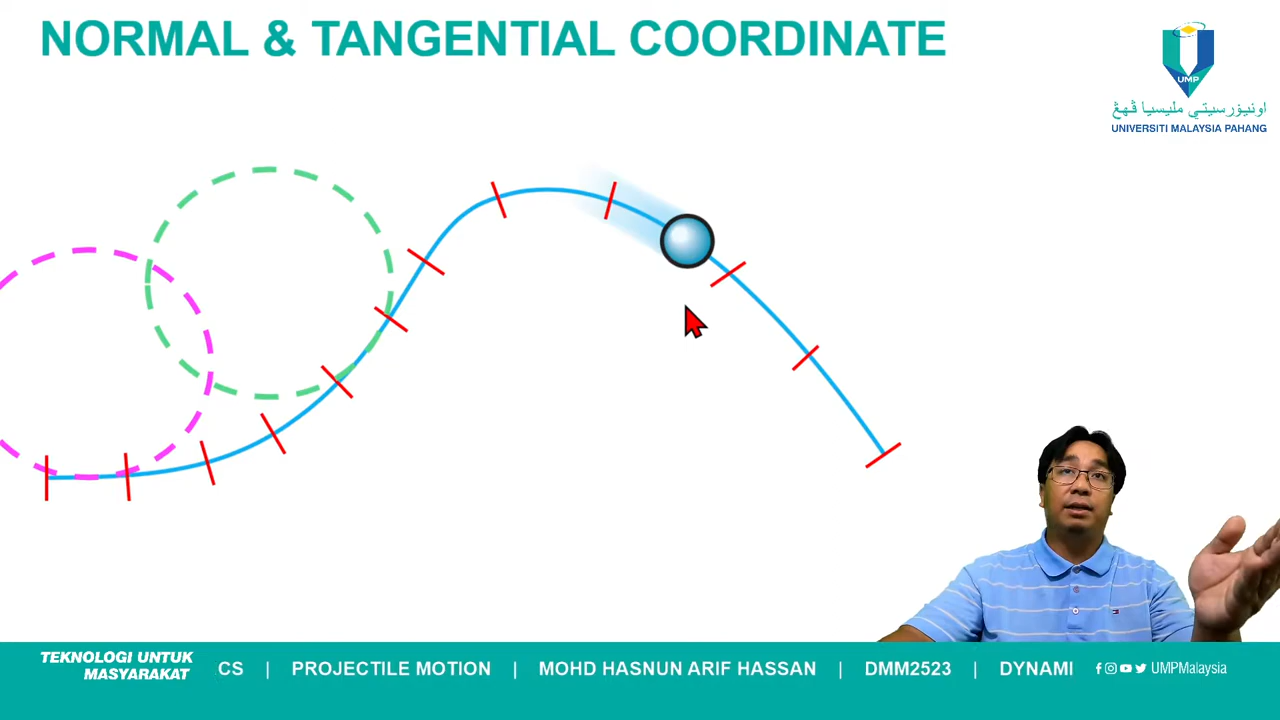 NORMAL & TANGENTIAL COORDINATE
UMP
اونيۏرسيتي مليسيا ڤهڠ
UNIVERSITI MALAYSIA PAHANG
TEKNOLOGI UNTUK
MASYARAKAT
CS | PROJECTILE MOTION | MOHD HASNUN ARIF HASSAN | DMM2523 | DYNAMI
UMPMalaysia